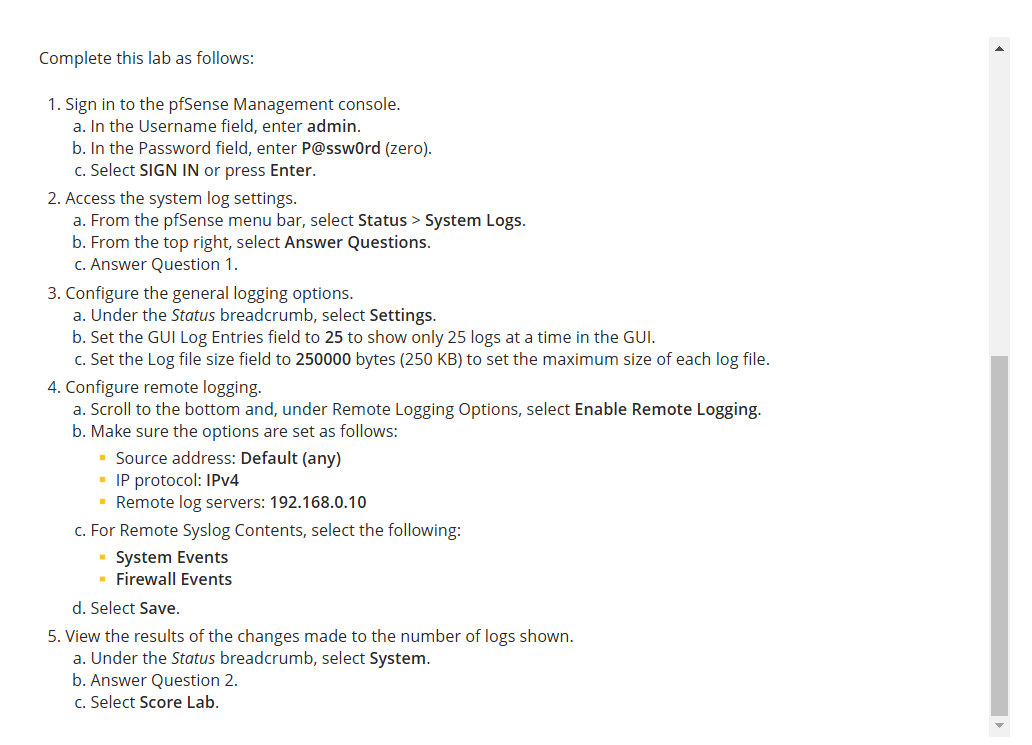 Complete this lab as follows:
1. Sign in to the pfSense Management console.
a. In the Username field, enter admin.
b. In the Password field, enter P@ssw0rd (zero).
c. Select SIGN IN or press Enter.
2. Access the system log settings.
a. From the pfSense menu bar, select Status > System Logs.
b. From the top right, select Answer Questions.
c. Answer Question 1.
3. Configure the general logging options.
a. Under the Status breadcrumb, select Settings.
b. Set the GUI Log Entries field to 25 to show only 25 logs at a time in the GUI.
c. Set the Log file size field to 250000 bytes (250 KB) to set the maximum size of each log file.
4. Configure remote logging.
a. Scroll to the bottom and, under Remote Logging Options, select Enable Remote Logging.
b. Make sure the options are set as follows:
Source address: Default (any)
IP protocol: IPv4
Remote log servers: 192.168.0.10
c. For Remote Syslog Contents, select the following:
System Events
Firewall Events
d. Select Save.
5. View the results of the changes made to the number of logs shown.
a. Under the Status breadcrumb, select System.
b. Answer Question 2.
c. Select Score Lab.